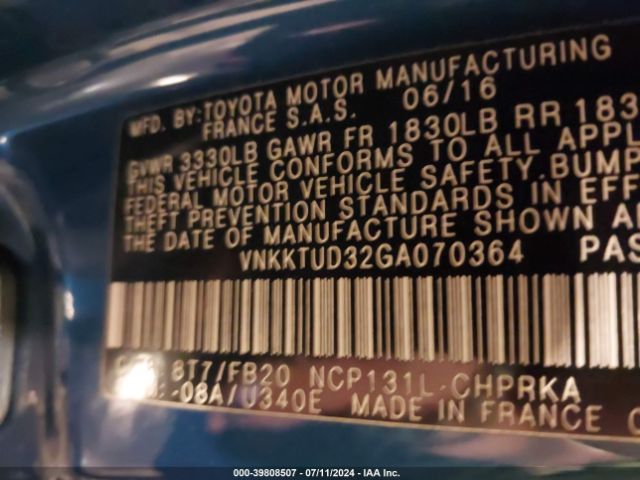 MFD. BY: TOYOTA MOTOR MANUFACTURING
FRANCE S.A.S. 06/16
GVWR 3330LB GAWR FR 1830LB RR 183
THIS VEHICLE CONFORMS TO ALL APPL
FEDERAL MOTOR VEHICLE SAFETY, BUMP
THEFT PREVENTION STANDARDS IN EFF
THE DATE OF MANUFACTURE SHOWN A
VNKKTUD32GA070364 PAS
8T7/FB20 NCP131L-CHPRKA
-08A/U340E MADE IN FRANCE
000-39808507 - 07/11/2024 - IAA Inc.